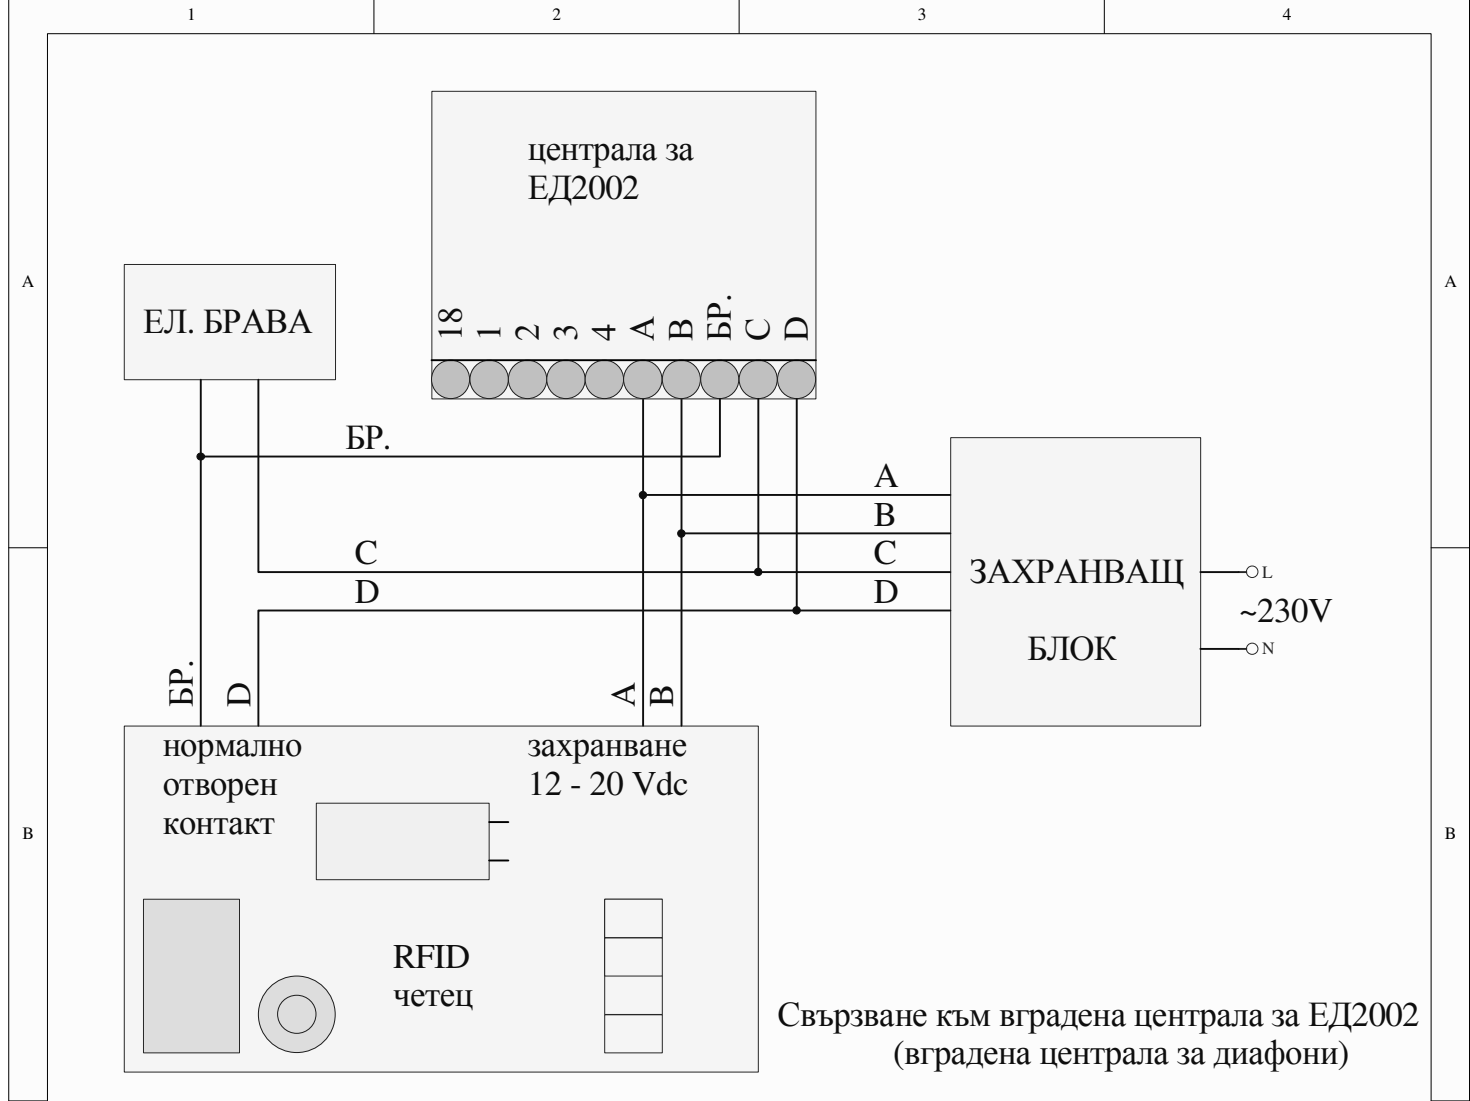 1 2 3 4
централа за
ЕД2002
A A
ЕЛ. БРАВА
18 1 2 3 4 A B БР. C D
БР.
A
B
C C
D D
ЗАХРАНВАЩ
БЛОК
L
~230V
N
БР. D A B
нормално
отворен
контакт
захранване
12 - 20 Vdc
B B
RFID
четец
Свързване към вградена централа за ЕД2002
(вградена централа за диафони)